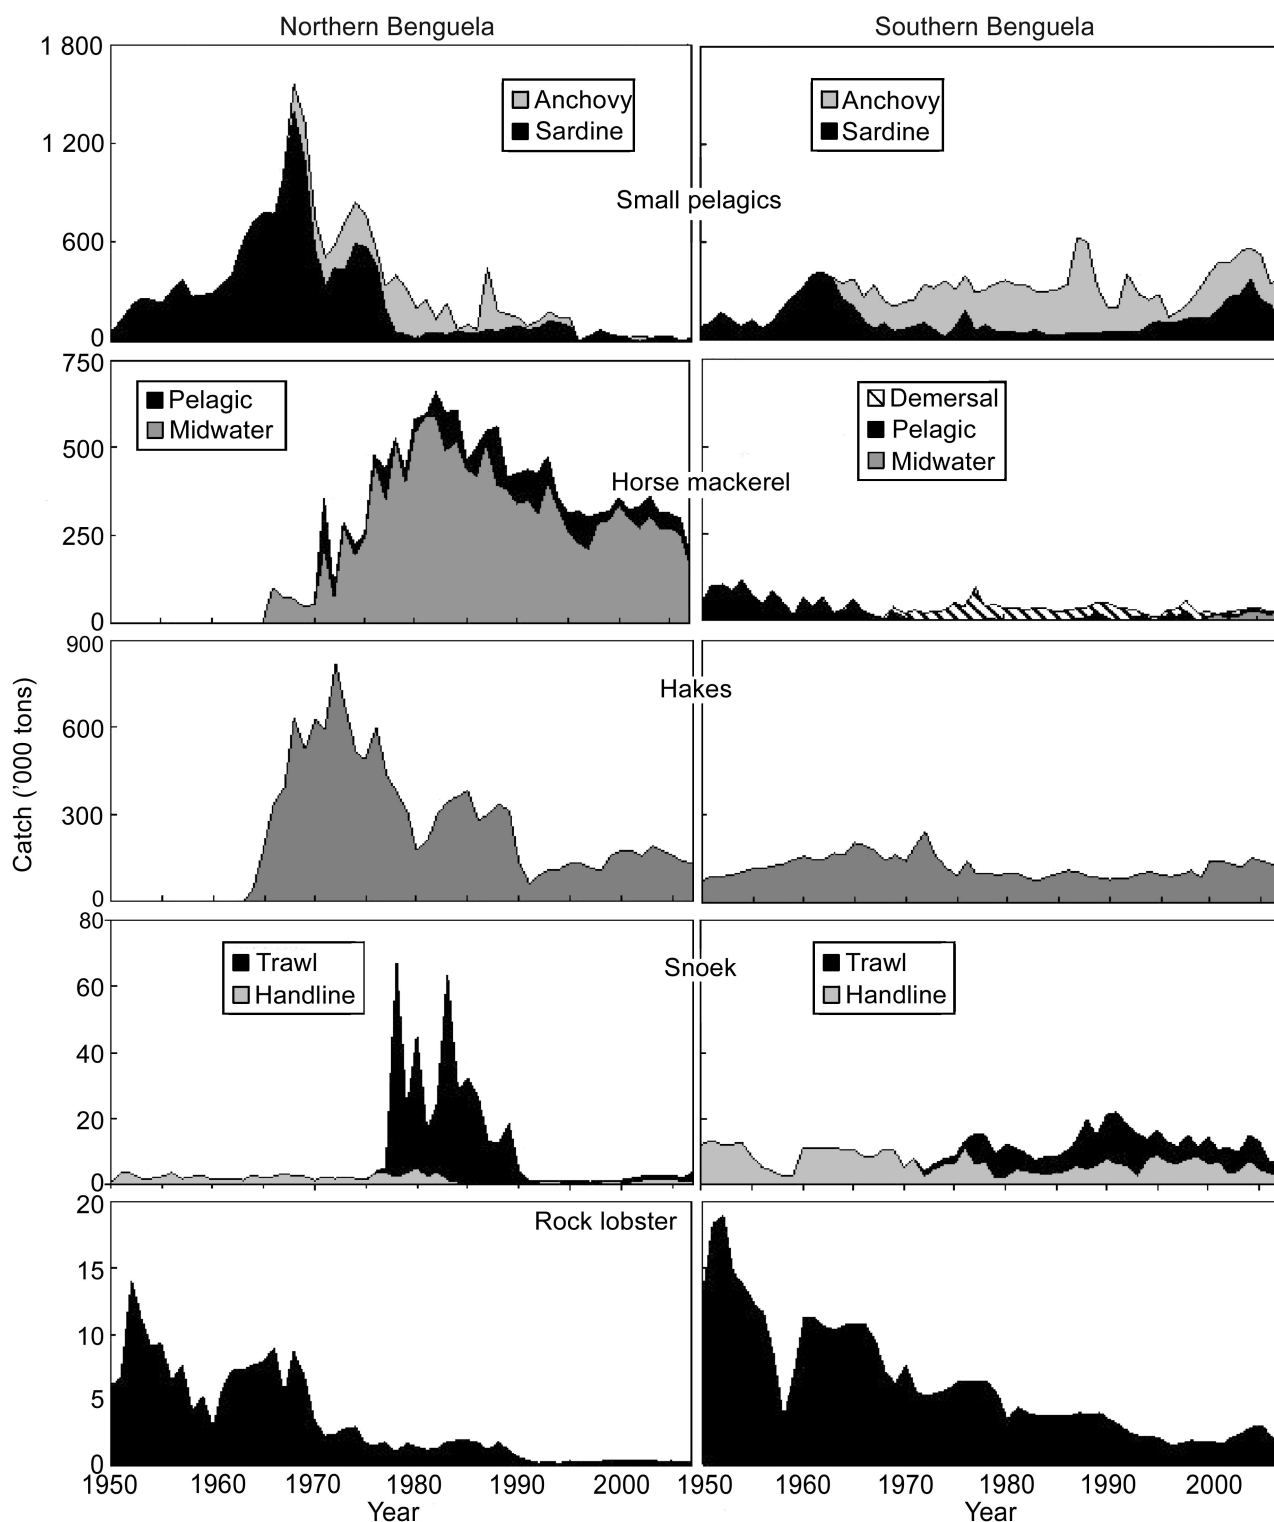 Northern Benguela
Southern Benguela
1 800
1 200
600
0
Anchovy
Sardine
Anchovy
Sardine
Small pelagics
750
500
250
0
Pelagic
Midwater
Demersal
Pelagic
Midwater
Horse mackerel
900
600
300
0
Hakes
Catch (’000 tons)
80
60
40
20
0
Trawl
Handline
Trawl
Handline
Snoek
20
15
10
5
0
Rock lobster
1950 1960 1970 1980 1990 2000
1950 1960 1970 1980 1990 2000
Year
Year